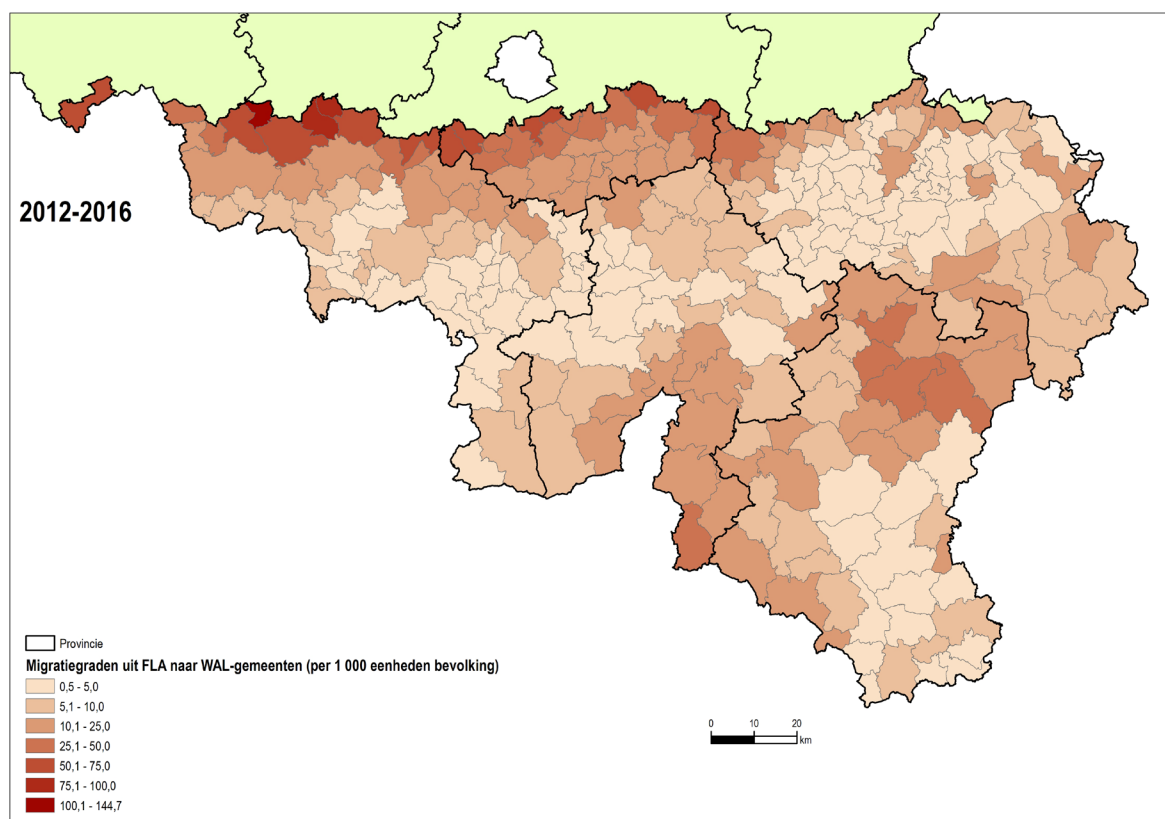 2012-2016
Provincie
Migratiegraden uit FLA naar WAL-gemeenten (per 1 000 eenheden bevolking)
0,5 - 5,0
5,1 - 10,0
10,1 - 25,0
25,1 - 50,0
50,1 - 75,0
75,1 - 100,0
100,1 - 144,7
0 10 20
km